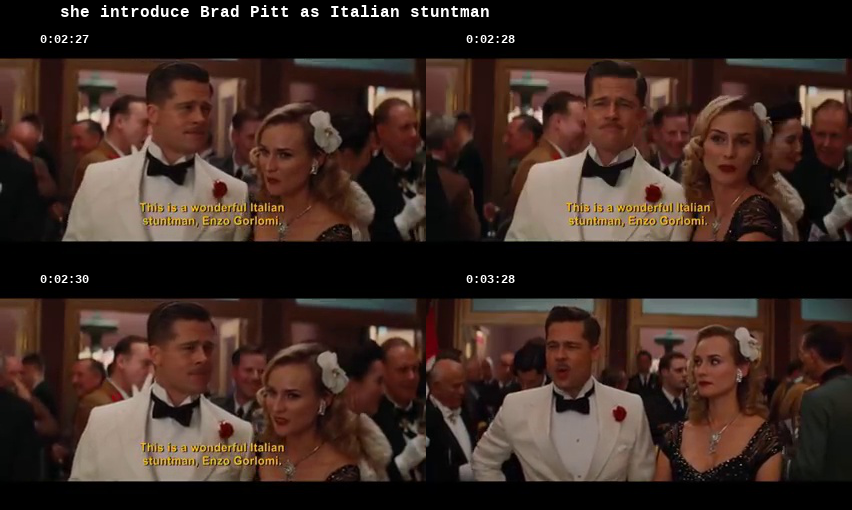 she introduce Brad Pitt as Italian stuntman
0:02:27
0:02:28
This is a wonderful Italian
stuntman, Enzo Gorlomi.
This is a wonderful Italian
stuntman, Enzo Gorlomi.
0:02:30
0:03:28
This is a wonderful Italian
stuntman, Enzo Gorlomi.